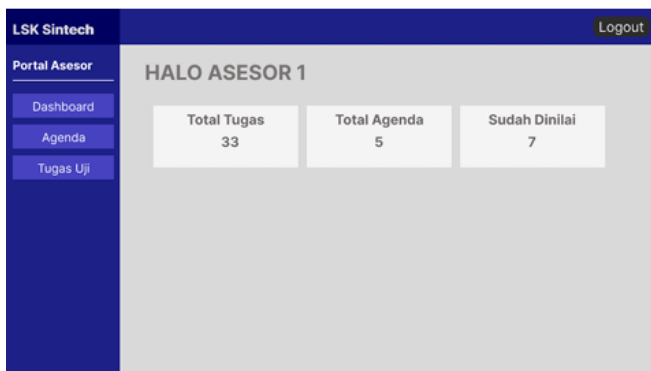 LSK Sintech
Logout
Portal Asesor
Dashboard
Agenda
Tugas Uji
HALO ASESOR 1
Total Tugas
33
Total Agenda
5
Sudah Dinilai
7